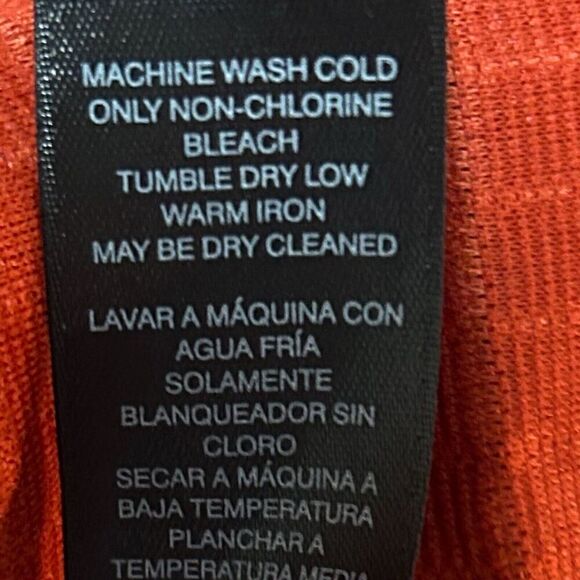 MACHINE WASH COLD
ONLY NON-CHLORINE
BLEACH
TUMBLE DRY LOW
WARM IRON
MAY BE DRY CLEANED
LAVAR A MÁQUINA CON
AGUA FRÍA
SOLAMENTE
BLANQUEADOR SIN
CLORO
SECAR A MÁQUINA A
BAJA TEMPERATURA
PLANCHAR A
TEMPERATURA MEDIA